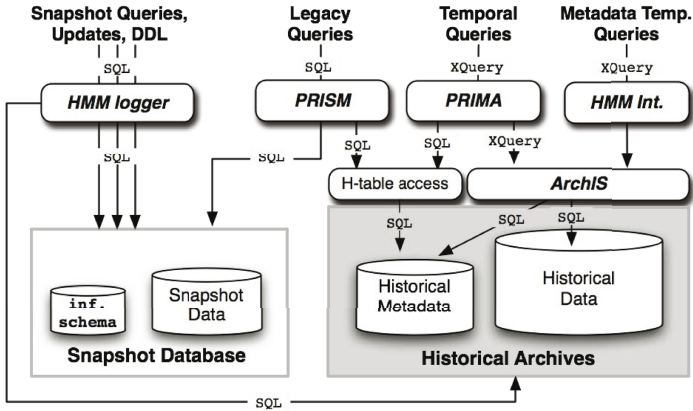 Snapshot Queries,
Updates, DDL
Legacy
Queries
Temporal
Queries
Metadata Temp.
Queries
SQL
SQL
XQuery
XQuery
HMM logger
PRISM
PRIMA
HMM Int.
SQL
SQL
SQL
SQL
XQuery
H-table access
ArchIS
SQL
SQL
SQL
inf.
schema
Snapshot
Data
Historical
Metadata
Historical
Data
Snapshot Database
Historical Archives
SQL